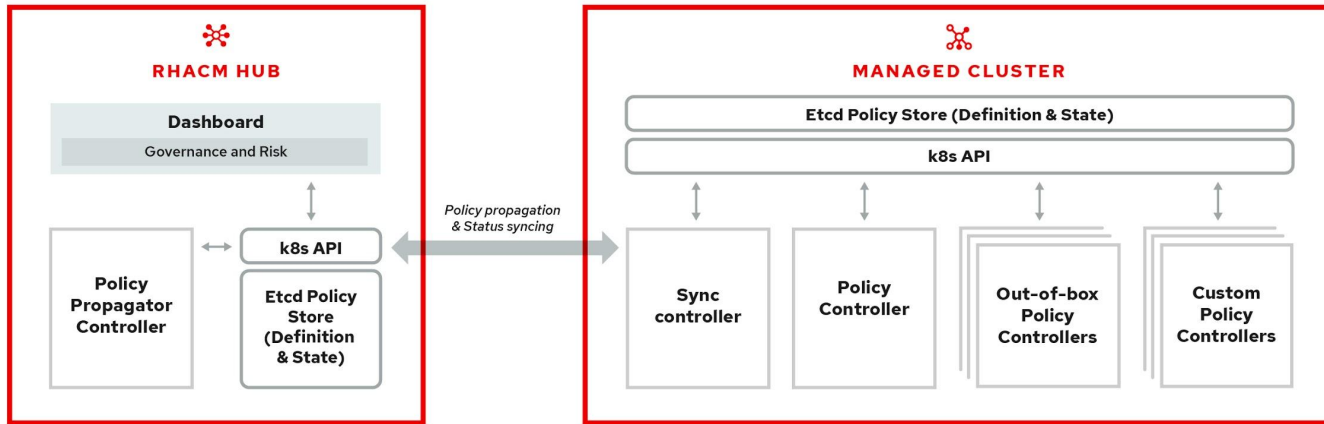 RHACM HUB
Dashboard
Governance and Risk
Policy
Propagator
Controller
k8s API
Etcd Policy
Store
(Definition
& State)
Policy propagation
& Status syncing
MANAGED CLUSTER
Etcd Policy Store (Definition & State)
k8s API
Sync
controller
Policy
Controller
Out-of-box
Policy
Controllers
Custom
Policy
Controllers